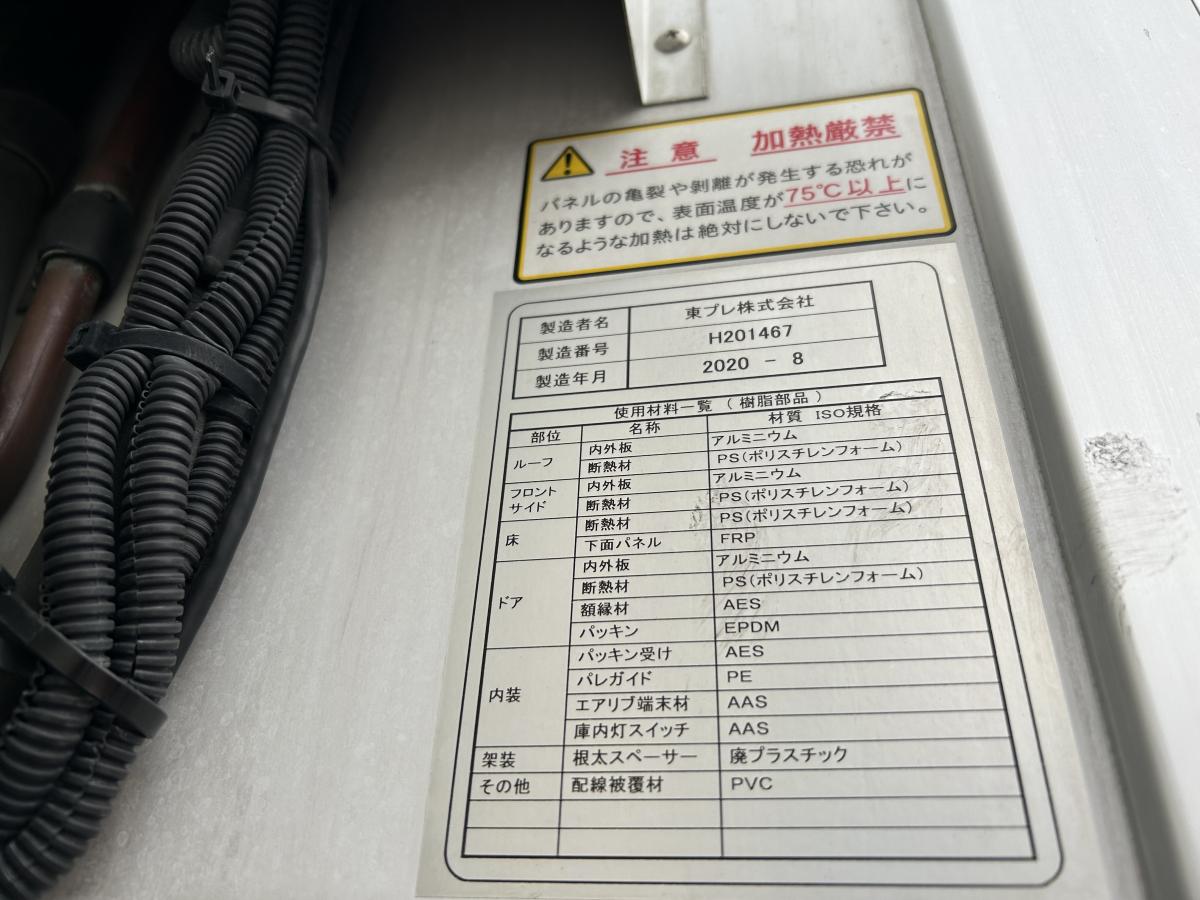 注意 加熱厳禁
パネルの亀裂や剥離が発生する恐れが
ありますので、表面温度が75℃以上に
なるような加熱は絶対にしないで下さい。
製造者名 東プレ株式会社
製造番号 H201467
製造年月 2020 - 8
使用材料一覧 (樹脂部品)
部位 名称 材質 ISO規格
ルーフ 内外板 アルミニウム
断熱材 PS(ポリスチレンフォーム)
フロント サイド 内外板 アルミニウム
断熱材 PS(ポリスチレンフォーム)
床 断熱材 PS(ポリスチレンフォーム)
下面パネル FRP
ドア 内外板 アルミニウム
断熱材 PS(ポリスチレンフォーム)
額縁材 AES
パッキン EPDM
内装 パッキン受け AES
パレガイド PE
エアリブ端末材 AAS
庫内灯スイッチ AAS
架装 根太スペーサー 廃プラスチック
その他 配線被覆材 PVC